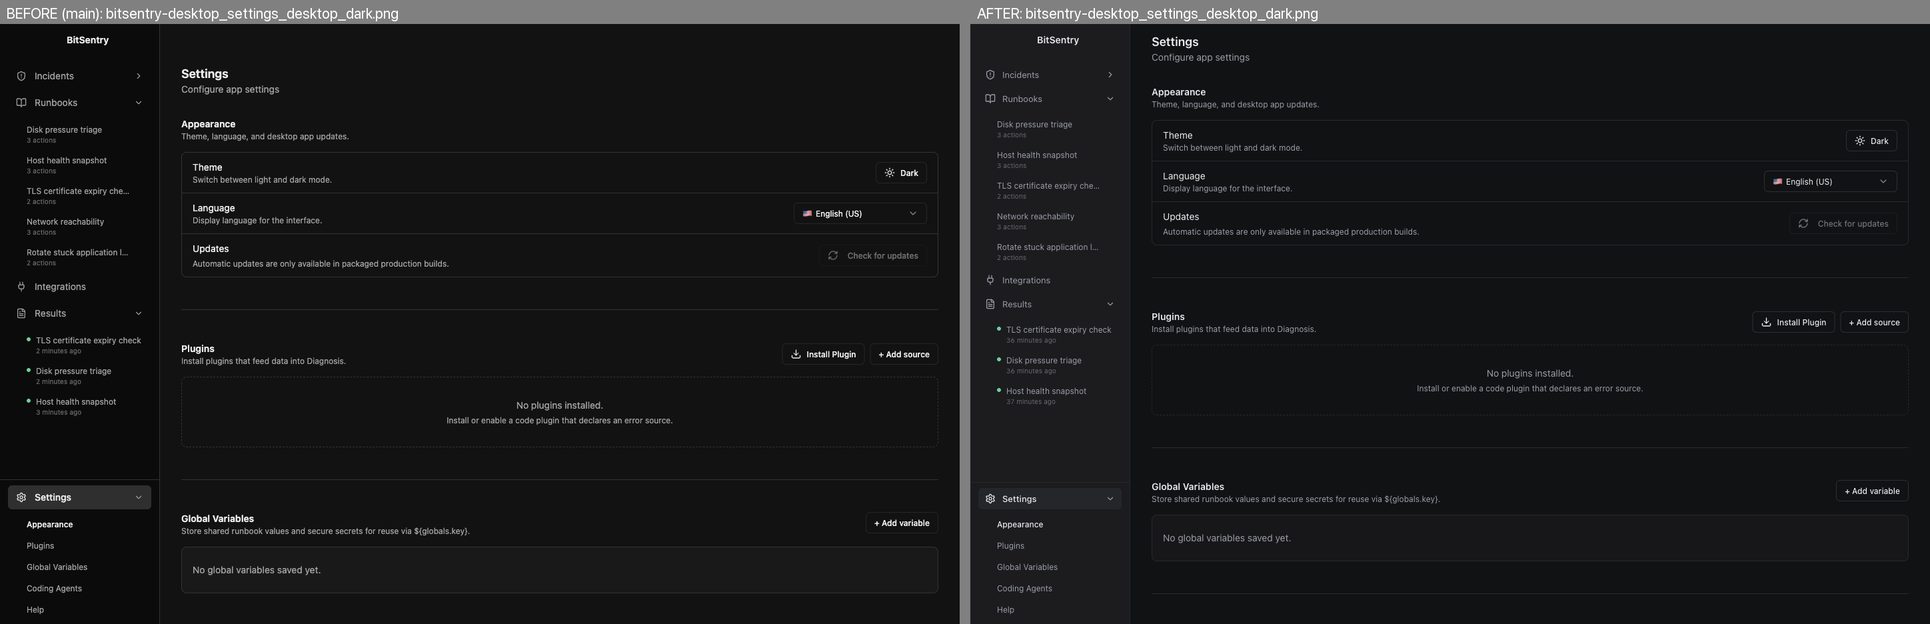 BEFORE (main): bitsentry-desktop_settings_desktop_dark.png
BitSentry
Incidents
Runbooks
Disk pressure triage
3 actions
Host health snapshot
3 actions
TLS certificate expiry che...
2 actions
Network reachability
3 actions
Rotate stuck application l...
2 actions
Integrations
Results
TLS certificate expiry check
2 minutes ago
Disk pressure triage
2 minutes ago
Host health snapshot
3 minutes ago
Settings
Appearance
Plugins
Global Variables
Coding Agents
Help
Settings
Configure app settings
Appearance
Theme, language, and desktop app updates.
Theme
Switch between light and dark mode.
Dark
Language
Display language for the interface.
English (US)
Updates
Automatic updates are only available in packaged production builds.
Check for updates
Plugins
Install plugins that feed data into Diagnosis.
Install Plugin
+ Add source
No plugins installed.
Install or enable a code plugin that declares an error source.
Global Variables
Store shared runbook values and secure secrets for reuse via ${globals.key}.
+ Add variable
No global variables saved yet.
AFTER: bitsentry-desktop_settings_desktop_dark.png
BitSentry
Incidents
Runbooks
Disk pressure triage
3 actions
Host health snapshot
3 actions
TLS certificate expiry che...
2 actions
Network reachability
3 actions
Rotate stuck application l...
2 actions
Integrations
Results
TLS certificate expiry check
36 minutes ago
Disk pressure triage
36 minutes ago
Host health snapshot
37 minutes ago
Settings
Appearance
Plugins
Global Variables
Coding Agents
Help
Settings
Configure app settings
Appearance
Theme, language, and desktop app updates.
Theme
Switch between light and dark mode.
Dark
Language
Display language for the interface.
English (US)
Updates
Automatic updates are only available in packaged production builds.
Check for updates
Plugins
Install plugins that feed data into Diagnosis.
Install Plugin
+ Add source
No plugins installed.
Install or enable a code plugin that declares an error source.
Global Variables
Store shared runbook values and secure secrets for reuse via ${globals.key}.
+ Add variable
No global variables saved yet.